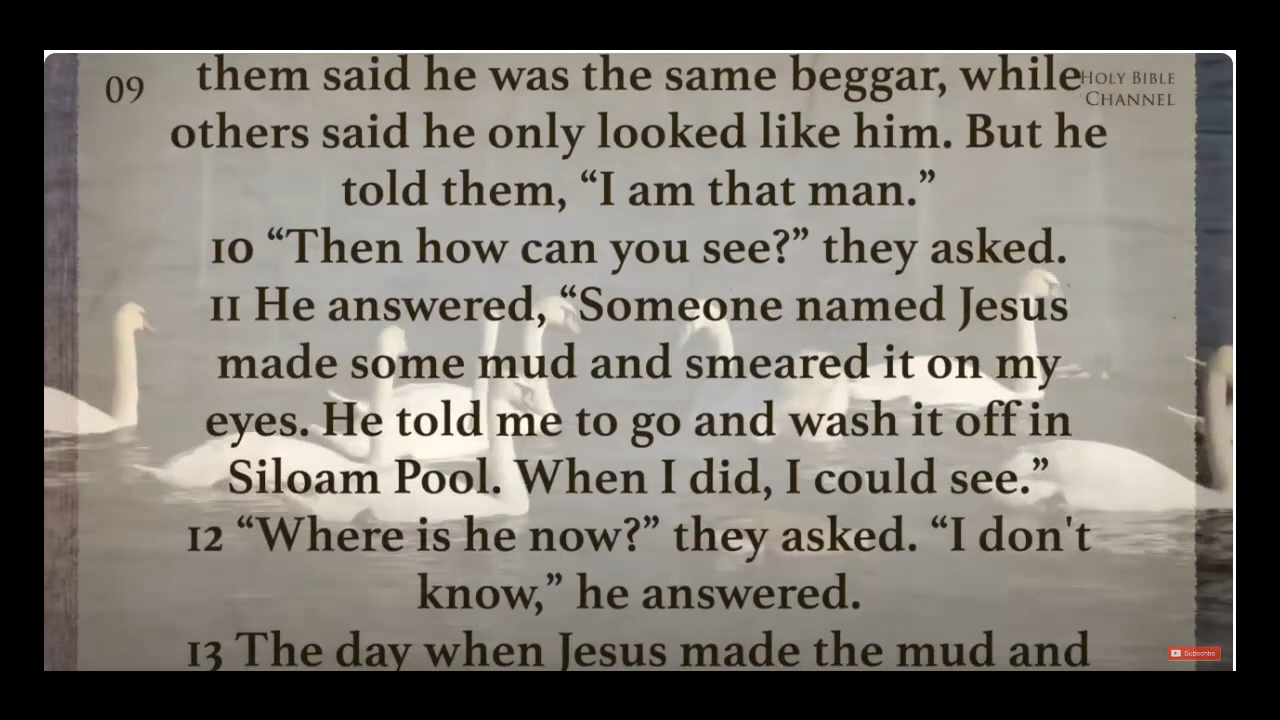 09
HOLY BIBLE
CHANNEL
them said he was the same beggar, while
others said he only looked like him. But he
told them, “I am that man.”
10 “Then how can you see?” they asked.
11 He answered, “Someone named Jesus
made some mud and smeared it on my
eyes. He told me to go and wash it off in
Siloam Pool. When I did, I could see.”
12 “Where is he now?” they asked. “I don't
know,” he answered.
13 The day when Jesus made the mud and
Subscribe